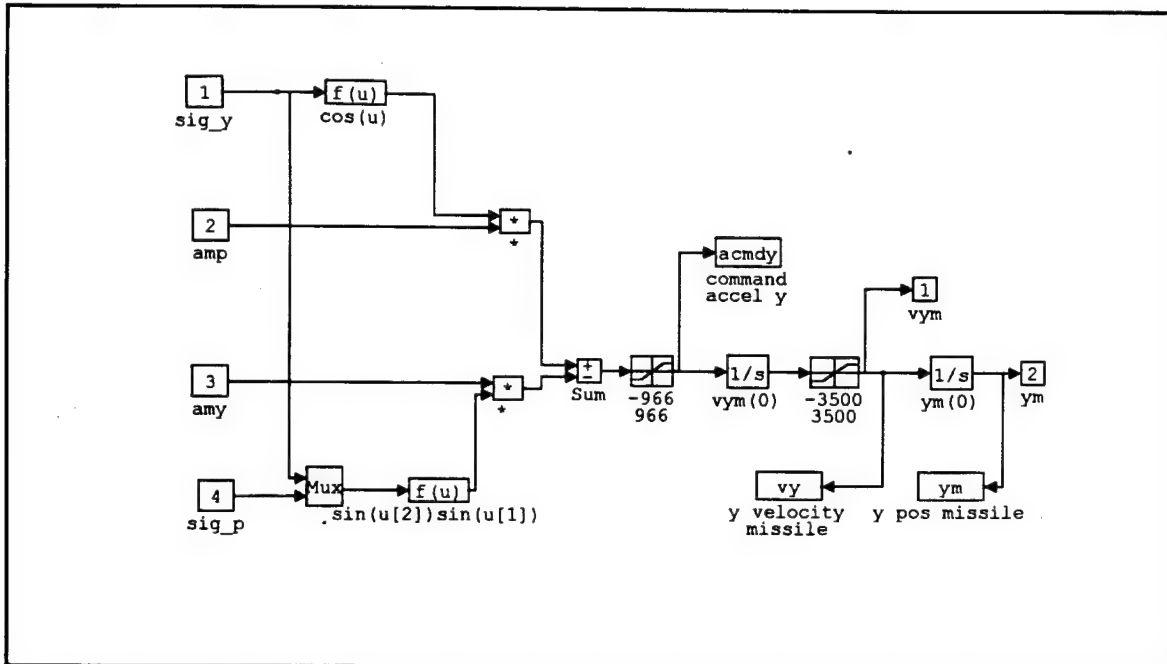 1
sig_y
f(u)
cos(u)
2
amp
*
*
acmdy
command
accel y
1
vym
3
amy
*
*
+
-
Sum
-966
966
1/s
vym(0)
-3500
3500
1/s
ym(0)
2
ym
4
sig_p
Mux
f(u)
sin(u[2])sin(u[1])
vy
y velocity
missile
ym
y pos missile